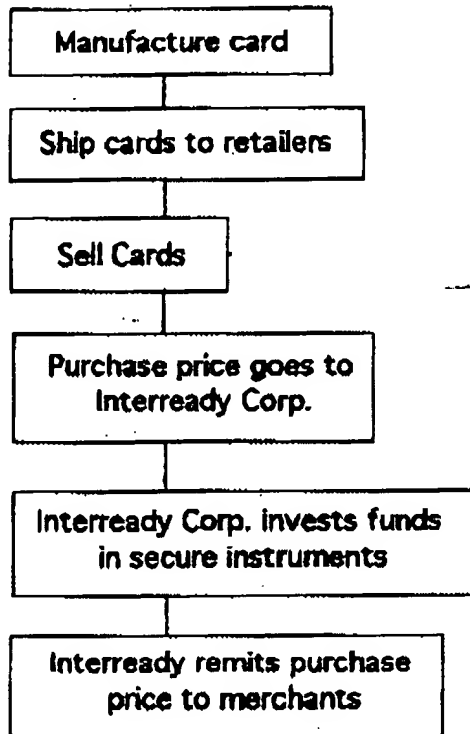 Manufacture card
Ship cards to retailers
Sell Cards
Purchase price goes to
Interready Corp.
Interready Corp. invests funds
in secure instruments
Interready remits purchase
price to merchants